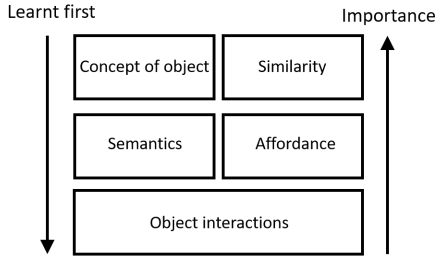 Learnt first
Importance
Concept of object
Similarity
Semantics
Affordance
Object interactions